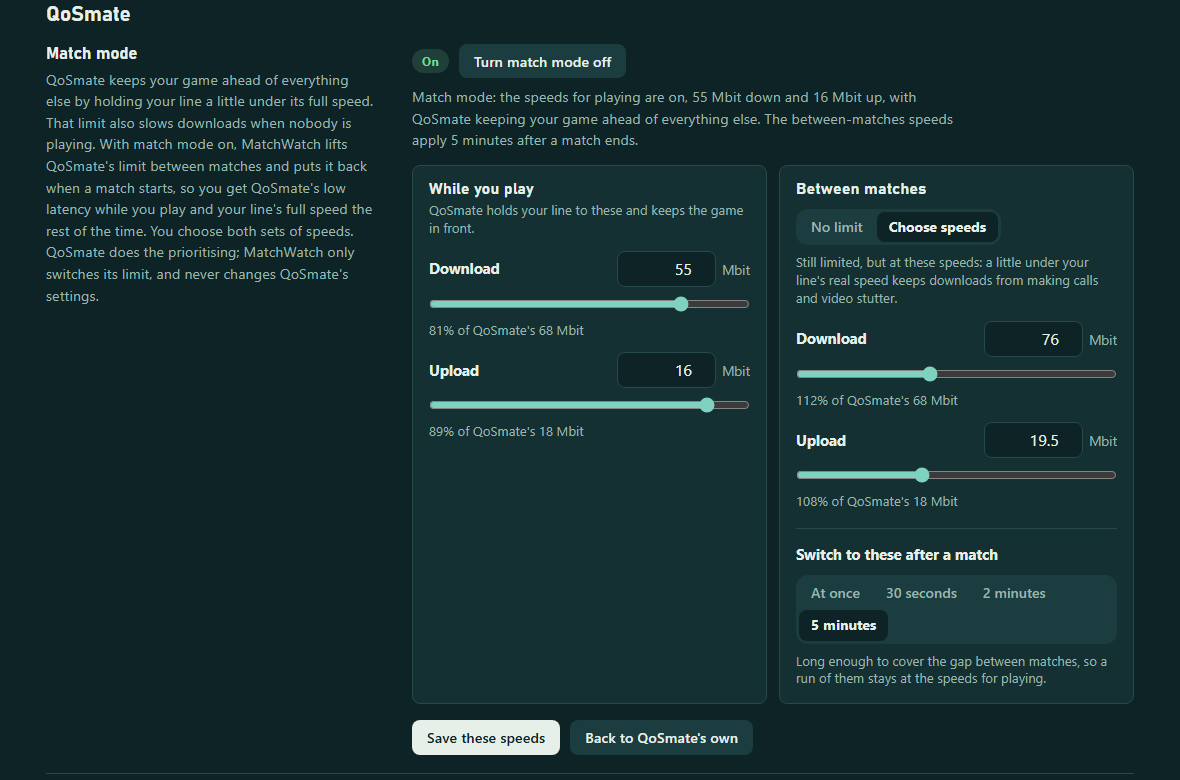 QoSmate
Match mode
QoSmate keeps your game ahead of everything
else by holding your line a little under its full speed.
That limit also slows downloads when nobody is
playing. With match mode on, MatchWatch lifts
QoSmate's limit between matches and puts it back
when a match starts, so you get QoSmate's low
latency while you play and your line's full speed the
rest of the time. You choose both sets of speeds.
QoSmate does the prioritising; MatchWatch only
switches its limit, and never changes QoSmate's
settings.
On
Turn match mode off
Match mode: the speeds for playing are on, 55 Mbit down and 16 Mbit up, with
QoSmate keeping your game ahead of everything else. The between-matches speeds
apply 5 minutes after a match ends.
While you play
QoSmate holds your line to these and keeps the game
in front.
Download 55 Mbit
81% of QoSmate's 68 Mbit
Upload 16 Mbit
89% of QoSmate's 18 Mbit
Between matches
No limit Choose speeds
Still limited, but at these speeds: a little under your
line's real speed keeps downloads from making calls
and video stutter.
Download 76 Mbit
112% of QoSmate's 68 Mbit
Upload 19.5 Mbit
108% of QoSmate's 18 Mbit
Switch to these after a match
At once 30 seconds 2 minutes
5 minutes
Long enough to cover the gap between matches, so a
run of them stays at the speeds for playing.
Save these speeds Back to QoSmate's own